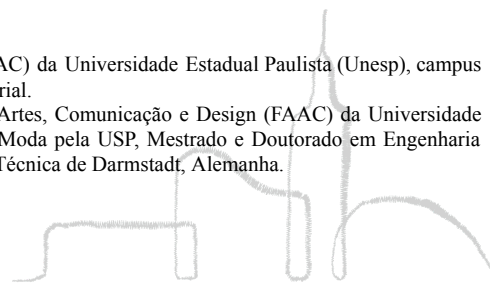 AC) da Universidade Estadual Paulista (Unesp), campus
rial.
Artes, Comunicação e Design (FAAC) da Universidade
Moda pela USP, Mestrado e Doutorado em Engenharia
Técnica de Darmstadt, Alemanha.